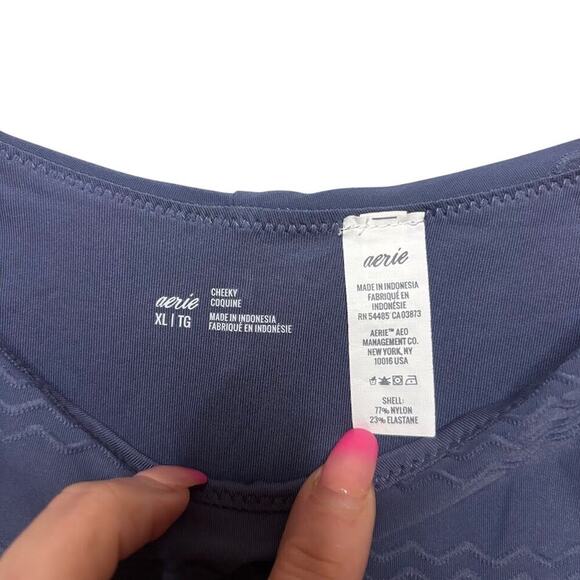 aerie
XL | TG
CHEEKY
COQUINE
MADE IN INDONESIA
FABRIQUÉ EN INDONÉSIE
aerie
MADE IN INDONESIA
FABRIQUÉ EN
INDONÉSIE
RN 54485 CA 03873
AERIE™ AEO
MANAGEMENT CO.
NEW YORK, NY
10016 USA
SHELL:
77% NYLON
23% ELASTANE